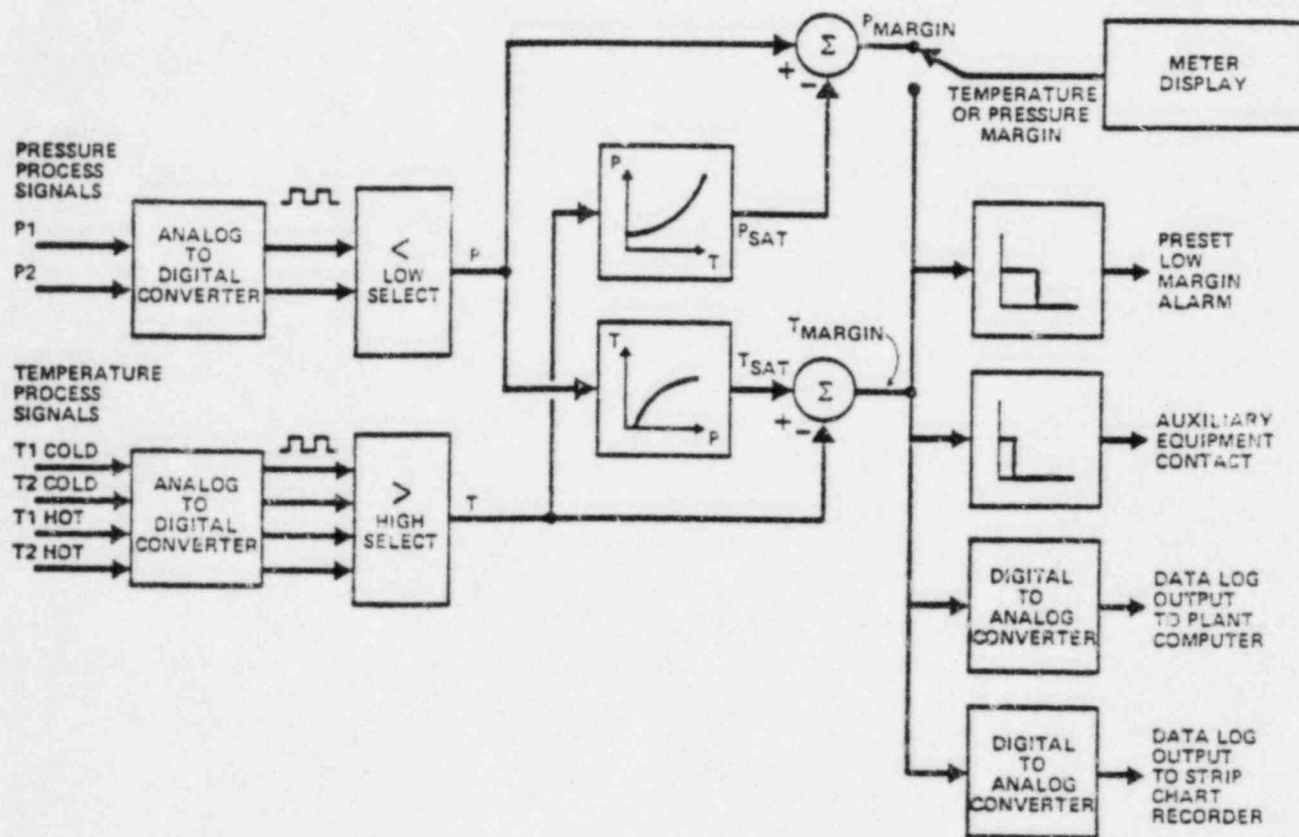 PMARGIN
METER
DISPLAY
TEMPERATURE
OR PRESSURE
MARGIN
Σ
+
-
PRESSURE
PROCESS
SIGNALS
P1
P2
ANALOG
TO
DIGITAL
CONVERTER
<
LOW
SELECT
P
P
T
PSAT
PRESET
LOW
MARGIN
ALARM
TEMPERATURE
PROCESS
SIGNALS
T1 COLD
T2 COLD
T1 HOT
T2 HOT
ANALOG
TO
DIGITAL
CONVERTER
>
HIGH
SELECT
T
T
P
TSAT
TMARGIN
Σ
+
-
AUXILIARY
EQUIPMENT
CONTACT
DIGITAL
TO
ANALOG
CONVERTER
DATA LOG
OUTPUT
TO PLANT
COMPUTER
DIGITAL
TO
ANALOG
CONVERTER
DATA LOG
OUTPUT
TO STRIP
CHART
RECORDER